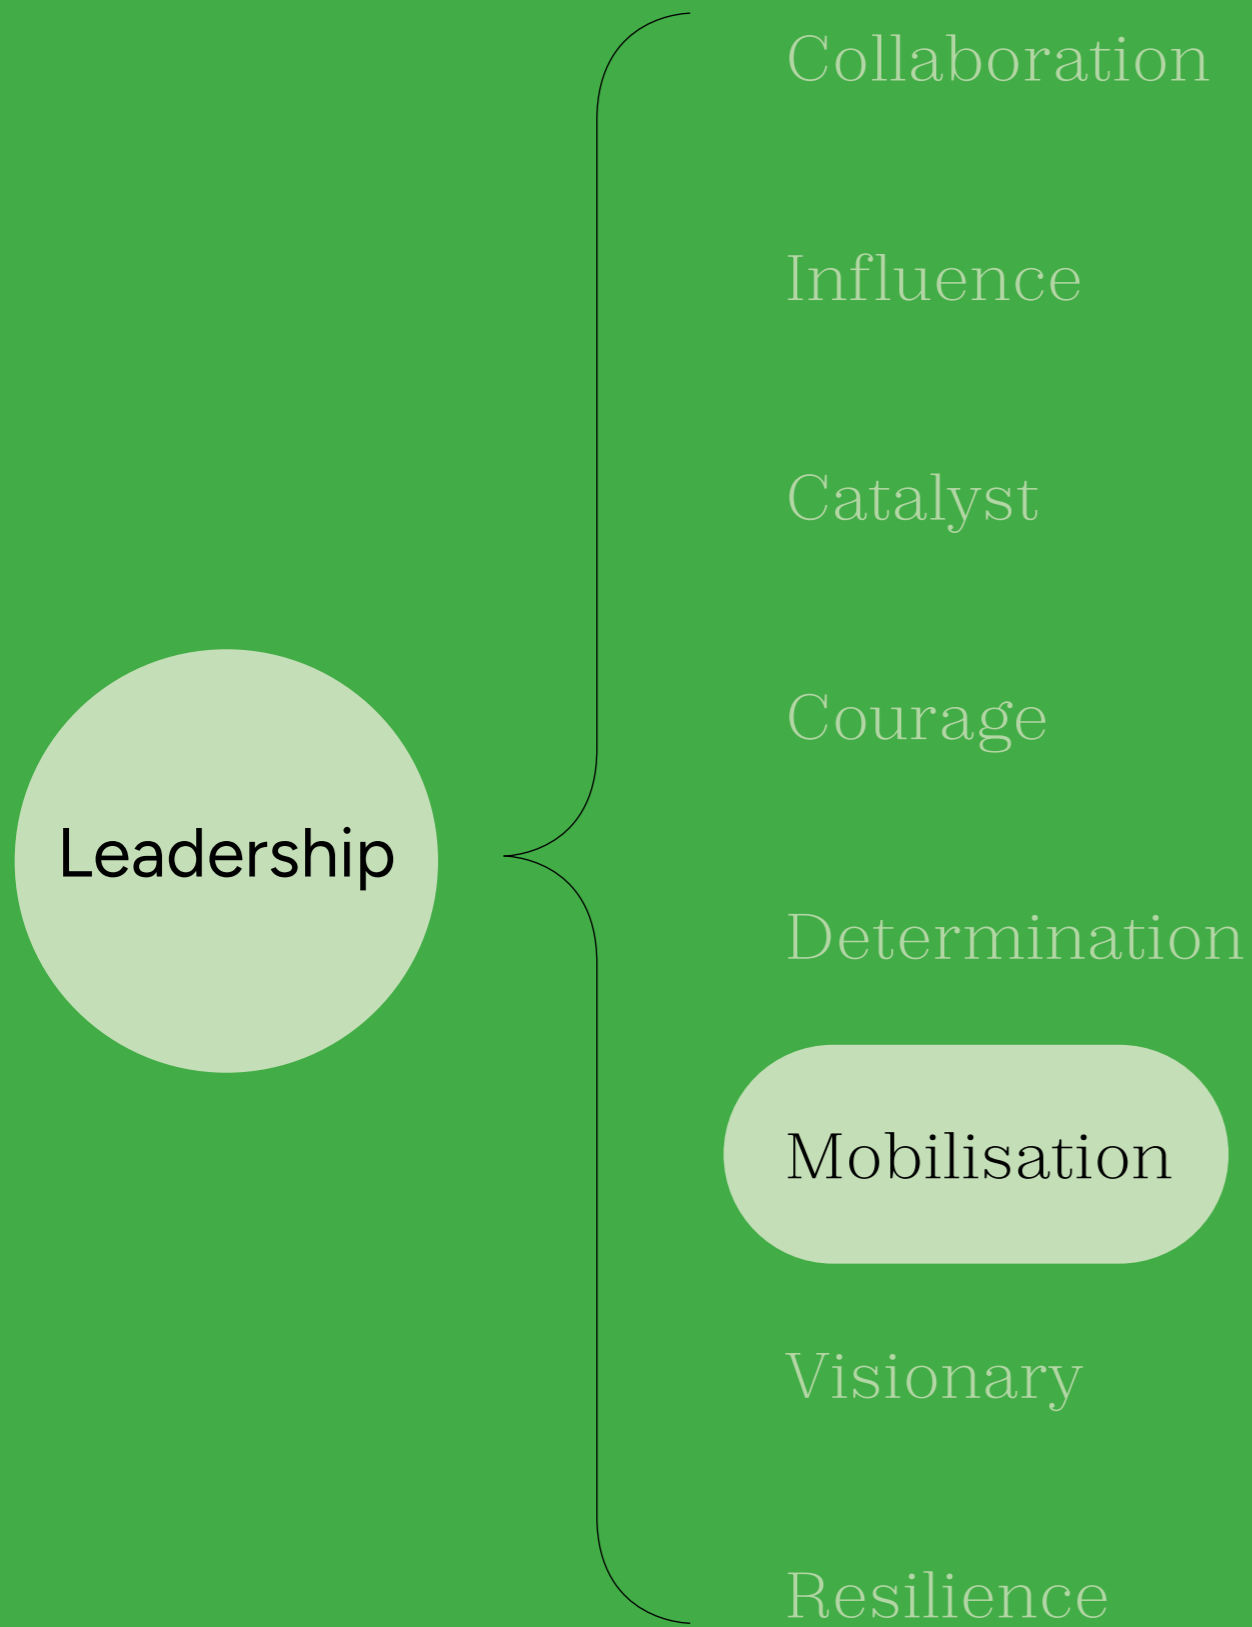 Leadership
Collaboration
Influence
Catalyst
Courage
Determination
Mobilisation
Visionary
Resilience